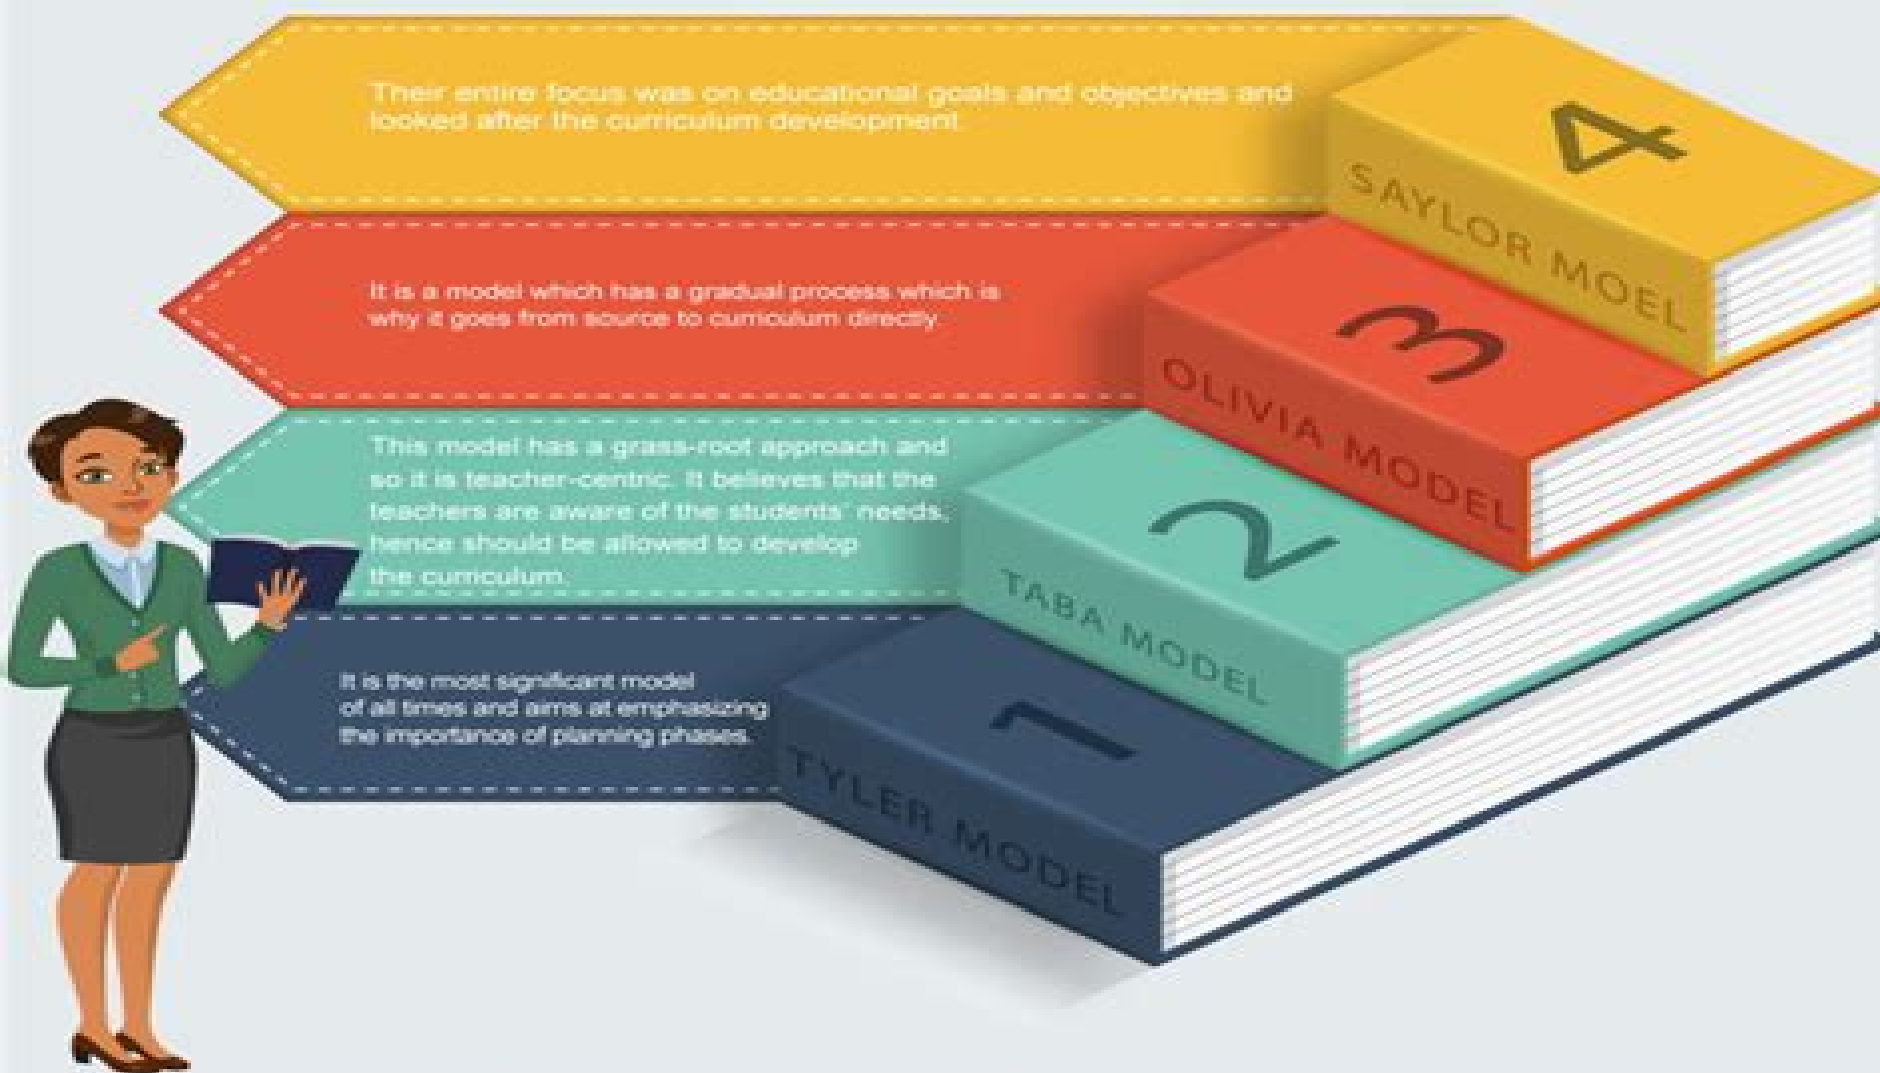 Their entire focus was on educational goals and objectives and
looked after the curriculum development.
4
SAYLOR MOEL
It is a model which has a gradual process which is
why it goes from source to curriculum directly
3
OLIVIA MODEL
This model has a grass-root approach and
so it is teacher-centric. It believes that the
teachers are aware of the students' needs,
hence should be allowed to develop
the curriculum.
2
TABA MODEL
It is the most significant model
of all times and aims at emphasizing
the importance of planning phases.
1
TYLER MODEL